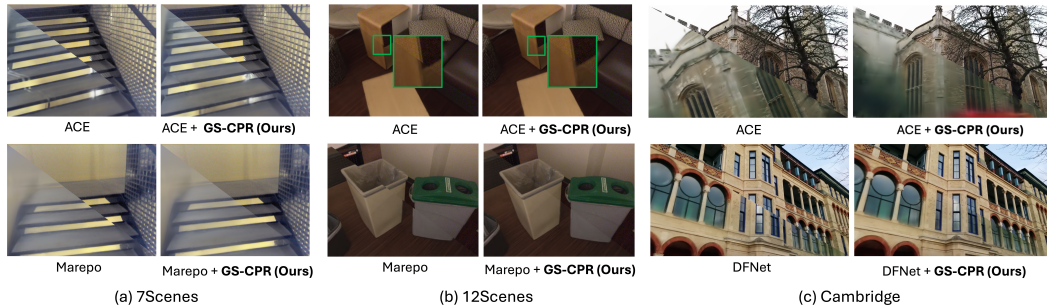 ACE
ACE + GS-CPR (Ours)
ACE
ACE + GS-CPR (Ours)
ACE
ACE + GS-CPR (Ours)
Marepo
Marepo + GS-CPR (Ours)
Marepo
Marepo + GS-CPR (Ours)
DFNet
DFNet + GS-CPR (Ours)
(a) 7Scenes
(b) 12Scenes
(c) Cambridge